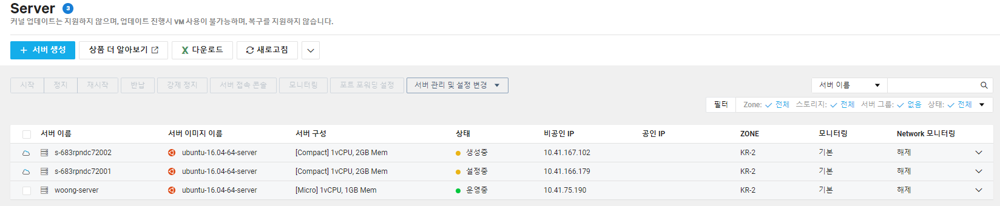 Server 3
커널 업데이트는 지원하지 않으며, 업데이트 진행시 VM 사용이 불가능하며, 복구를 지원하지 않습니다.
+ 서버 생성 상품 더 알아보기 다운로드 새로고침
시작 정지 재시작 반납 강제 정지 서버 접속 콘솔 모니터링 포트 포워딩 설정 서버 관리 및 설정 변경 서버 이름
필터 Zone: 전체 스토리지: 전체 서버 그룹: 없음 상태: 전체
서버 이름 서버 이미지 이름 서버 구성 상태 비공인 IP 공인 IP ZONE 모니터링 Network 모니터링
s-683rpndc72002 ubuntu-16.04-64-server [Compact] 1vCPU, 2GB Mem 생성중 10.41.167.102 KR-2 기본 해제
s-683rpndc72001 ubuntu-16.04-64-server [Compact] 1vCPU, 2GB Mem 설정중 10.41.166.179 KR-2 기본 해제
woong-server ubuntu-16.04-64-server [Micro] 1vCPU, 1GB Mem 운영중 10.41.75.190 KR-2 기본 해제